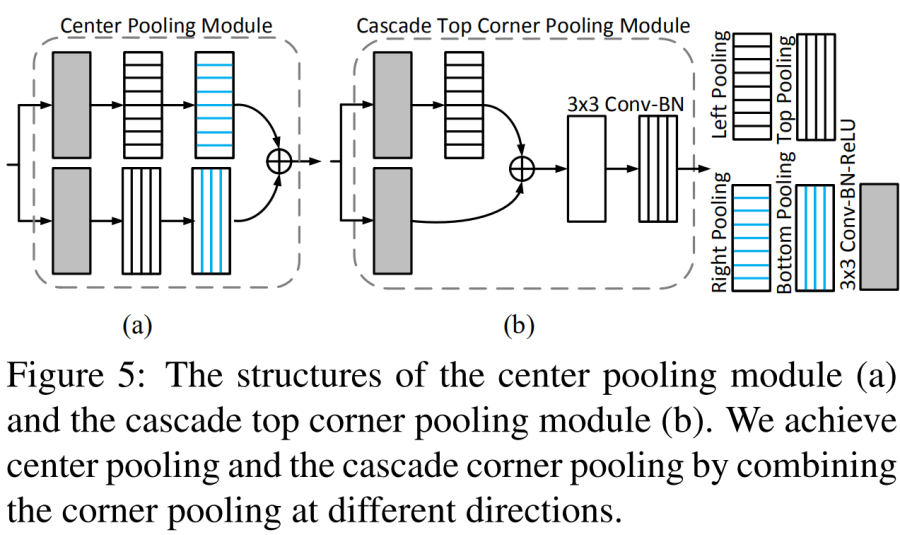 Center Pooling Module
Cascade Top Corner Pooling Module
3x3 Conv-BN
Left Pooling
Top Pooling
Right Pooling
Bottom Pooling
3x3 Conv-BN-ReLU
(a)
(b)
Figure 5: The structures of the center pooling module (a)
and the cascade top corner pooling module (b). We achieve
center pooling and the cascade corner pooling by combining
the corner pooling at different directions.